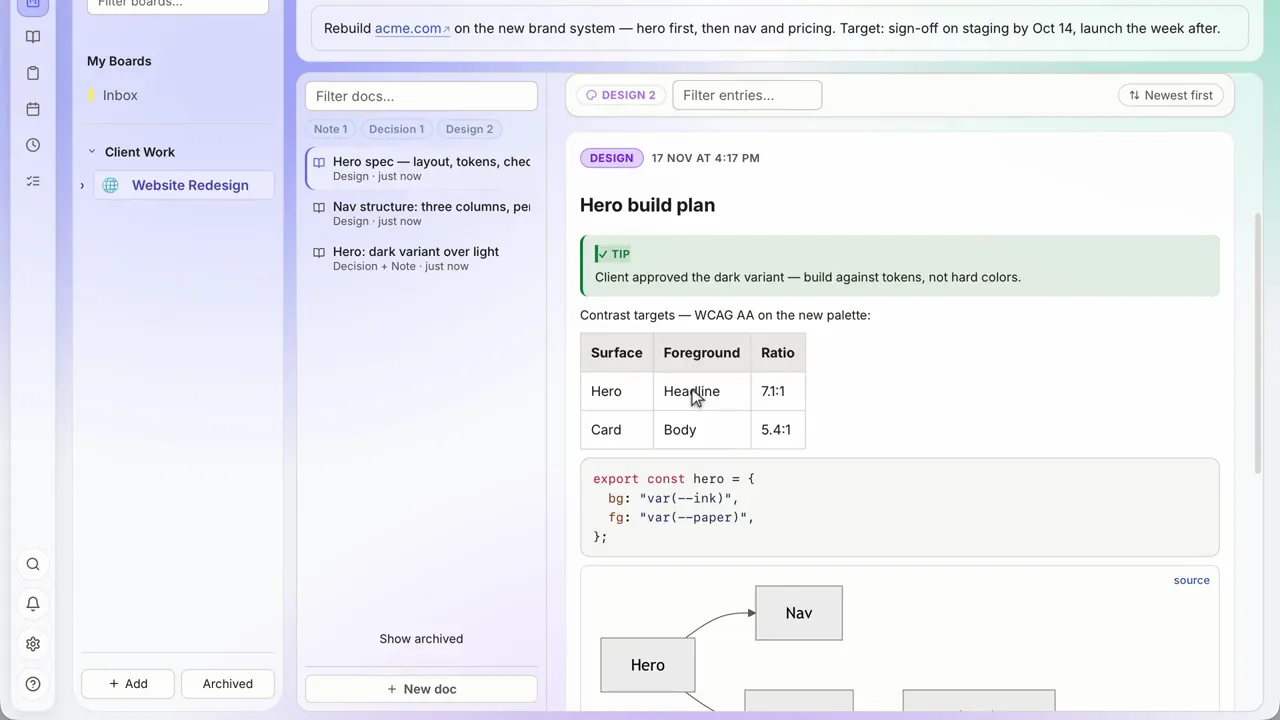 Filter boards...
My Boards
Inbox
Client Work
Website Redesign
+ Add
Archived
Rebuild acme.com↗ on the new brand system — hero first, then nav and pricing. Target: sign-off on staging by Oct 14, launch the week after.
Filter docs...
Note 1
Decision 1
Design 2
Hero spec — layout, tokens, chec
Design · just now
Nav structure: three columns, pe
Design · just now
Hero: dark variant over light
Decision + Note · just now
Show archived
+ New doc
DESIGN 2
Filter entries...
Newest first
DESIGN 17 NOV AT 4:17 PM
Hero build plan
✓ TIP
Client approved the dark variant — build against tokens, not hard colors.
Contrast targets — WCAG AA on the new palette:
Surface Foreground Ratio
Hero Headline 7.1:1
Card Body 5.4:1
export const hero = {
bg: "var(--ink)",
fg: "var(--paper)",
};
source
Nav
Hero